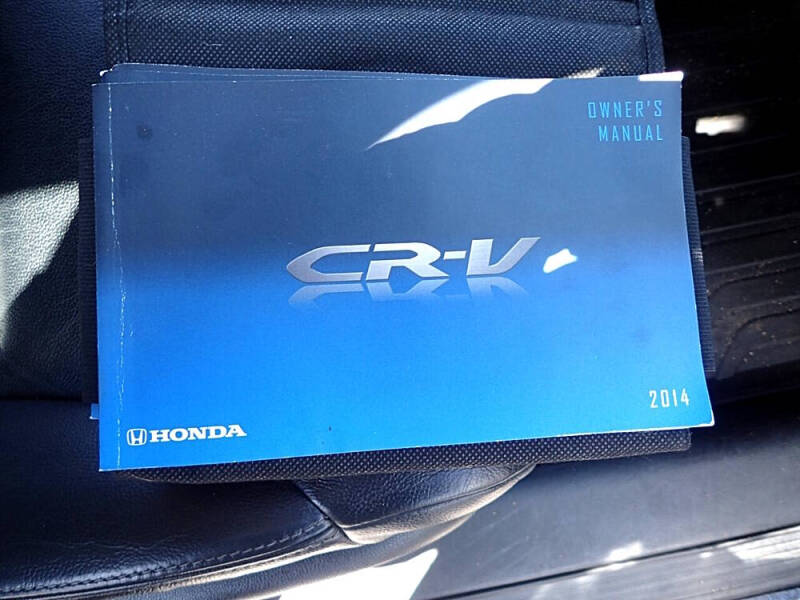 OWNER'S
MANUAL
CR-V
HONDA
2014